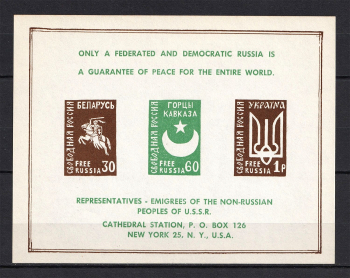 ONLY A FEDERATED AND DEMOCRATIC RUSSIA IS
A GUARANTEE OF PEACE FOR THE ENTIRE WORLD.
СВОБОДНАЯ РОССИЯ
БЕЛАРУСЬ
FREE
RUSSIA 30
СВОБОДНАЯ РОССИЯ
ГОРЦЫ
КАВКАЗА
FREE
RUSSIA 60
СВОБОДНАЯ РОССИЯ
УКРАЇНА
FREE
RUSSIA 1р
REPRESENTATIVES - EMIGREES OF THE NON-RUSSIAN
PEOPLES OF U.S.S.R.
CATHEDRAL STATION, P. O. BOX 126
NEW YORK 25. N. Y., U.S.A.